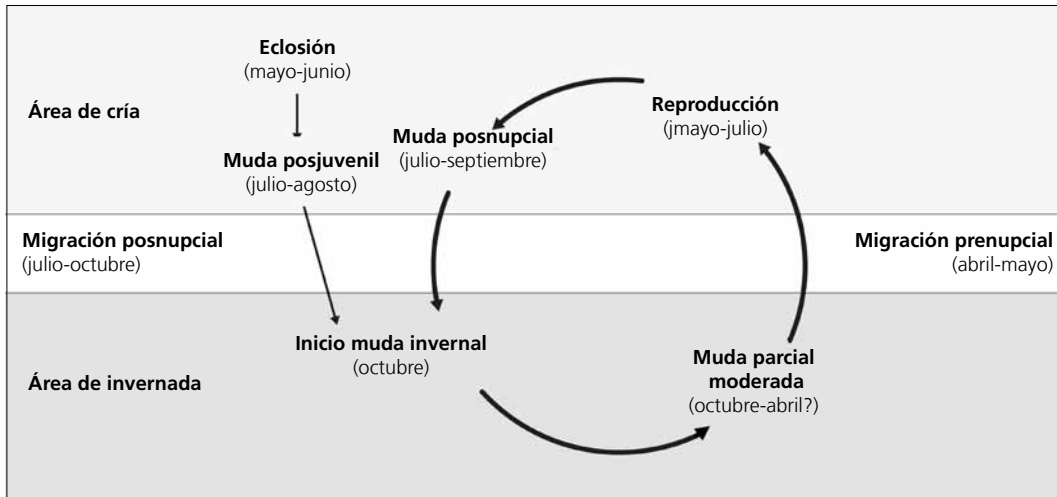 Eclosión
(mayo-junio)
Área de cría
Reproducción
(jmayo-julio)
Muda posnupcial
(julio-septiembre)
Muda posjuvenil
(julio-agosto)
Migración posnupcial
(julio-octubre)
Migración prenupcial
(abril-mayo)
Inicio muda invernal
(octubre)
Área de invernada
Muda parcial
moderada
(octubre-abril?)